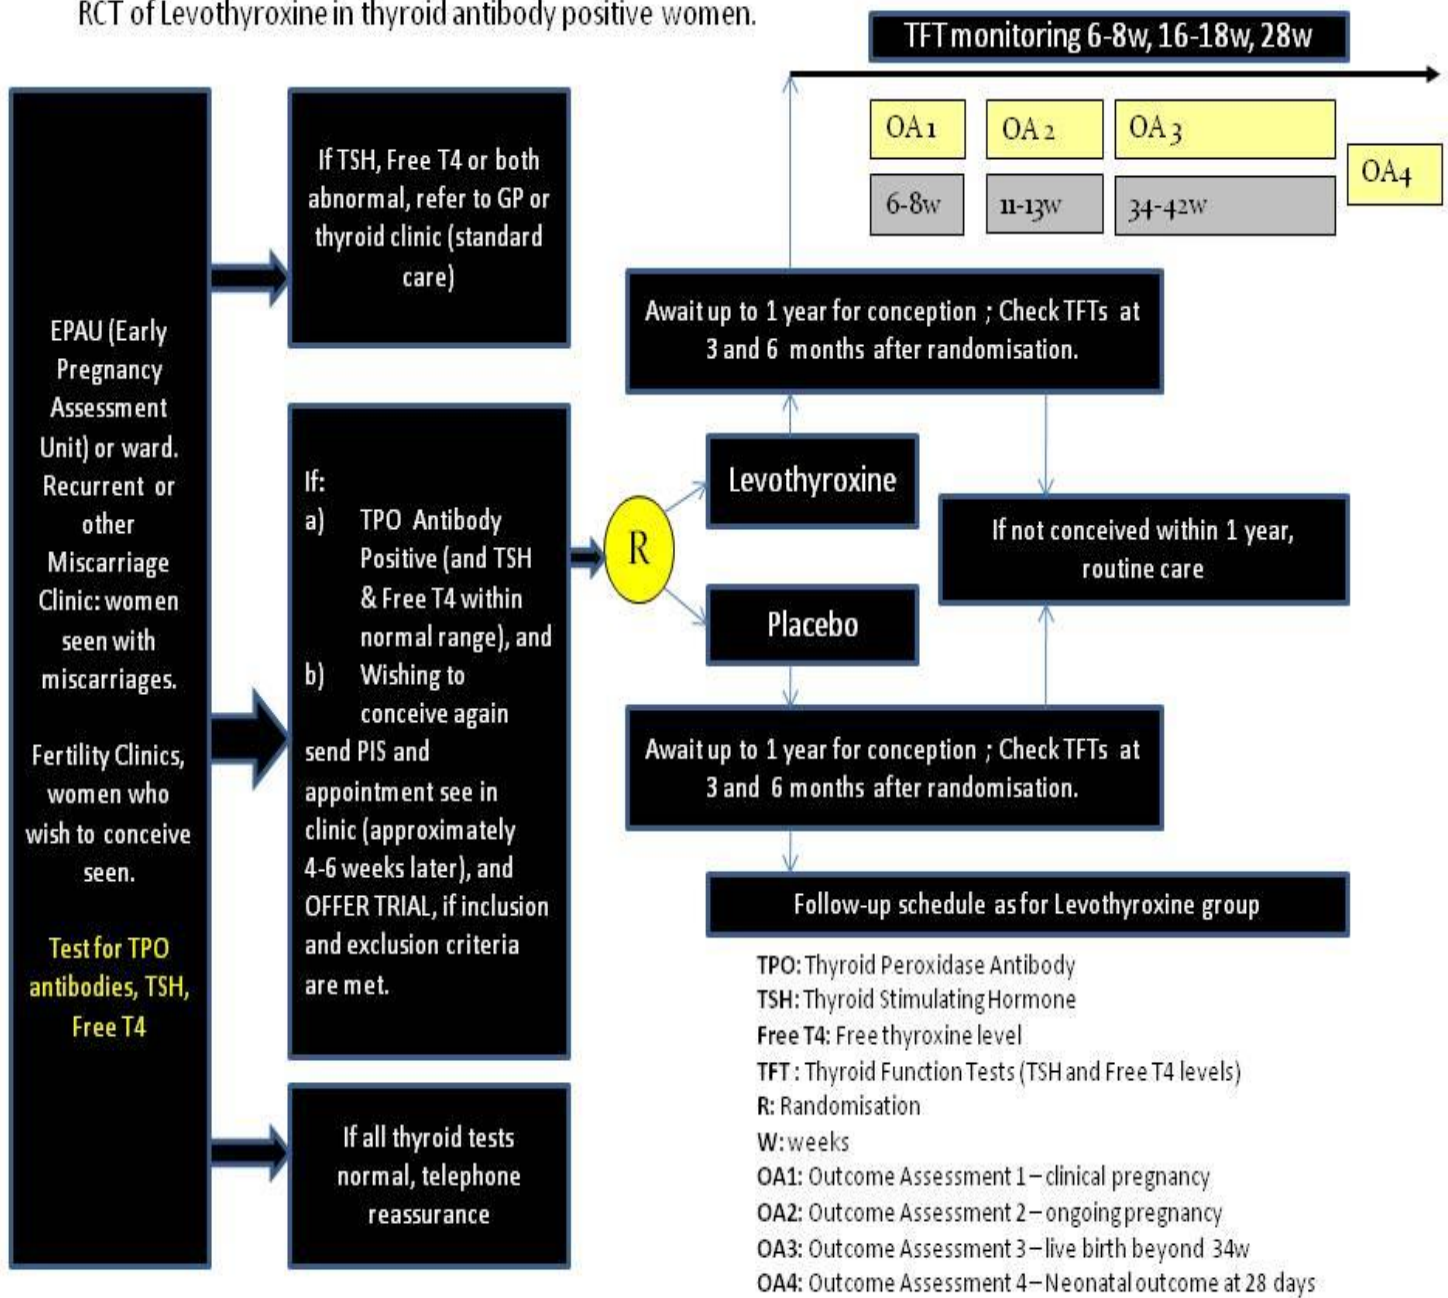 RCT of Levothyroxine in thyroid antibody positive women.
TFT monitoring 6-8w, 16-18w, 28w
OA1
OA2
OA3
OA4
6-8w
11-13w
34-42w
EPAU (Early
Pregnancy
Assessment
Unit) or ward.
Recurrent or
other
Miscarriage
Clinic: women
seen with
miscarriages.
Fertility Clinics,
women who
wish to conceive
seen.
Test for TPO
antibodies, TSH,
Free T4
If TSH, Free T4 or both
abnormal, refer to GP or
thyroid clinic (standard
care)
If:
a) TPO Antibody
Positive (and TSH
& Free T4 within
normal range), and
b) Wishing to
conceive again
send PIS and
appointment see in
clinic (approximately
4-6 weeks later), and
OFFER TRIAL, if inclusion
and exclusion criteria
are met.
If all thyroid tests
normal, telephone
reassurance
R
Await up to 1 year for conception ; Check TFTs at
3 and 6 months after randomisation.
Levothyroxine
Placebo
If not conceived within 1 year,
routine care
Await up to 1 year for conception ; Check TFTs at
3 and 6 months after randomisation.
Follow-up schedule as for Levothyroxine group
TPO: Thyroid Peroxidase Antibody
TSH: Thyroid Stimulating Hormone
Free T4: Free thyroxine level
TFT : Thyroid Function Tests (TSH and Free T4 levels)
R: Randomisation
W: weeks
OA1: Outcome Assessment 1 – clinical pregnancy
OA2: Outcome Assessment 2 – ongoing pregnancy
OA3: Outcome Assessment 3 – live birth beyond 34w
OA4: Outcome Assessment 4 – Neonatal outcome at 28 days